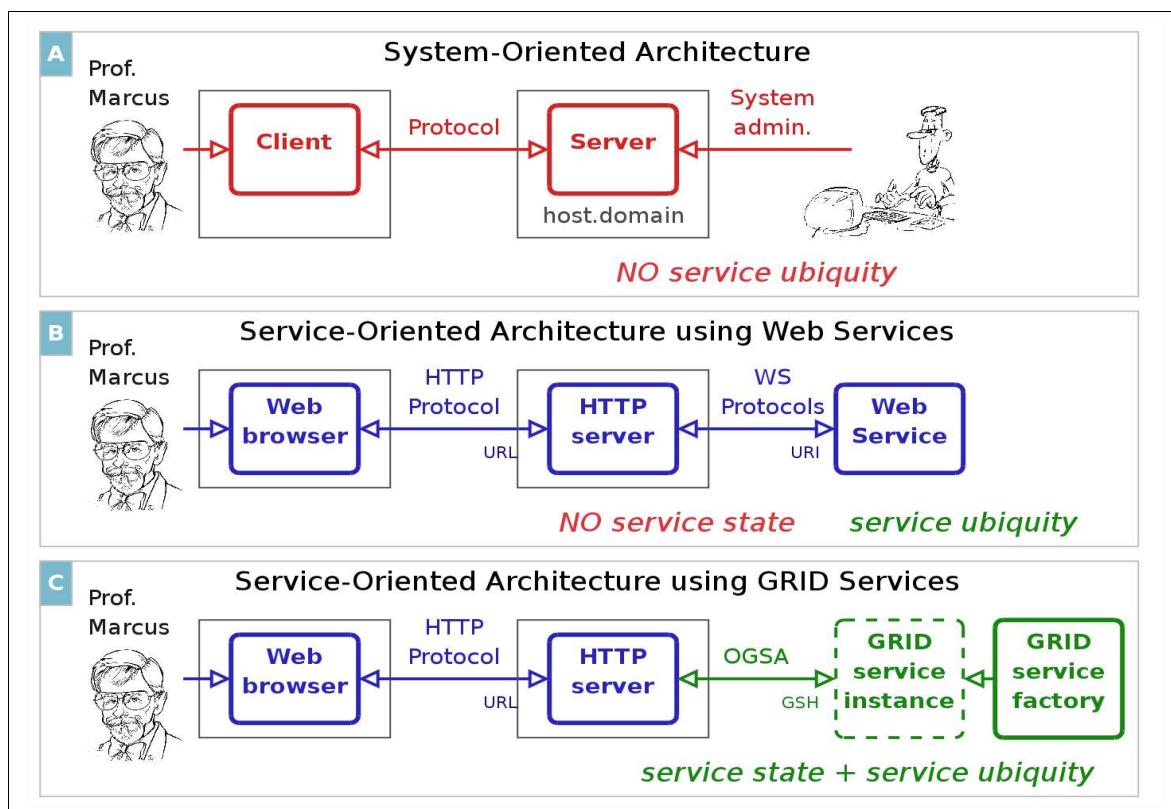 A
System-Oriented Architecture
Prof.
Marcus
Client
Protocol
Server
host.domain
System
admin.
NO service ubiquity
B
Service-Oriented Architecture using Web Services
Prof.
Marcus
Web
browser
HTTP
Protocol
URL
HTTP
server
WS
Protocols
URI
Web
Service
NO service state
service ubiquity
C
Service-Oriented Architecture using GRID Services
Prof.
Marcus
Web
browser
HTTP
Protocol
URL
HTTP
server
OGSA
GSH
GRID
service
instance
GRID
service
factory
service state + service ubiquity